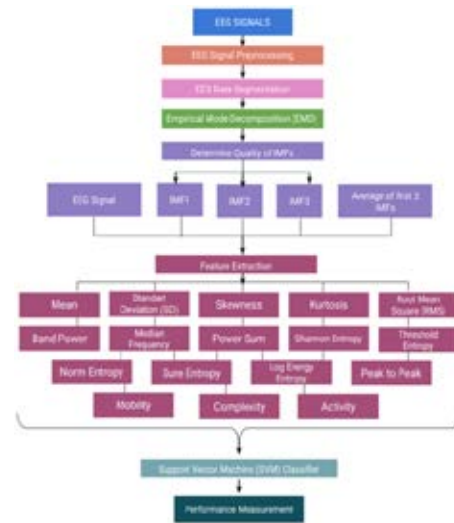 EEG SIGNALS
EEG Signal Preprocessing
EEG Data Segmentation
Empirical Mode Decomposition (EMD)
Determine Quality of IMFs
EEG Signal
IMF1
IMF2
IMF3
Average of first 3
IMFs
Feature Extraction
Mean
Standart
Deviation (SD)
Skewness
Kurtosis
Root Mean
Square (RMS)
Band Power
Median
Frequency
Power Sum
Shannon Entropy
Threshold
Entropy
Norm Entropy
Sure Entropy
Log Energy
Entropy
Peak to Peak
Mobility
Complexity
Activity
Support Vector Machine (SVM) Classifier
Performance Measurement